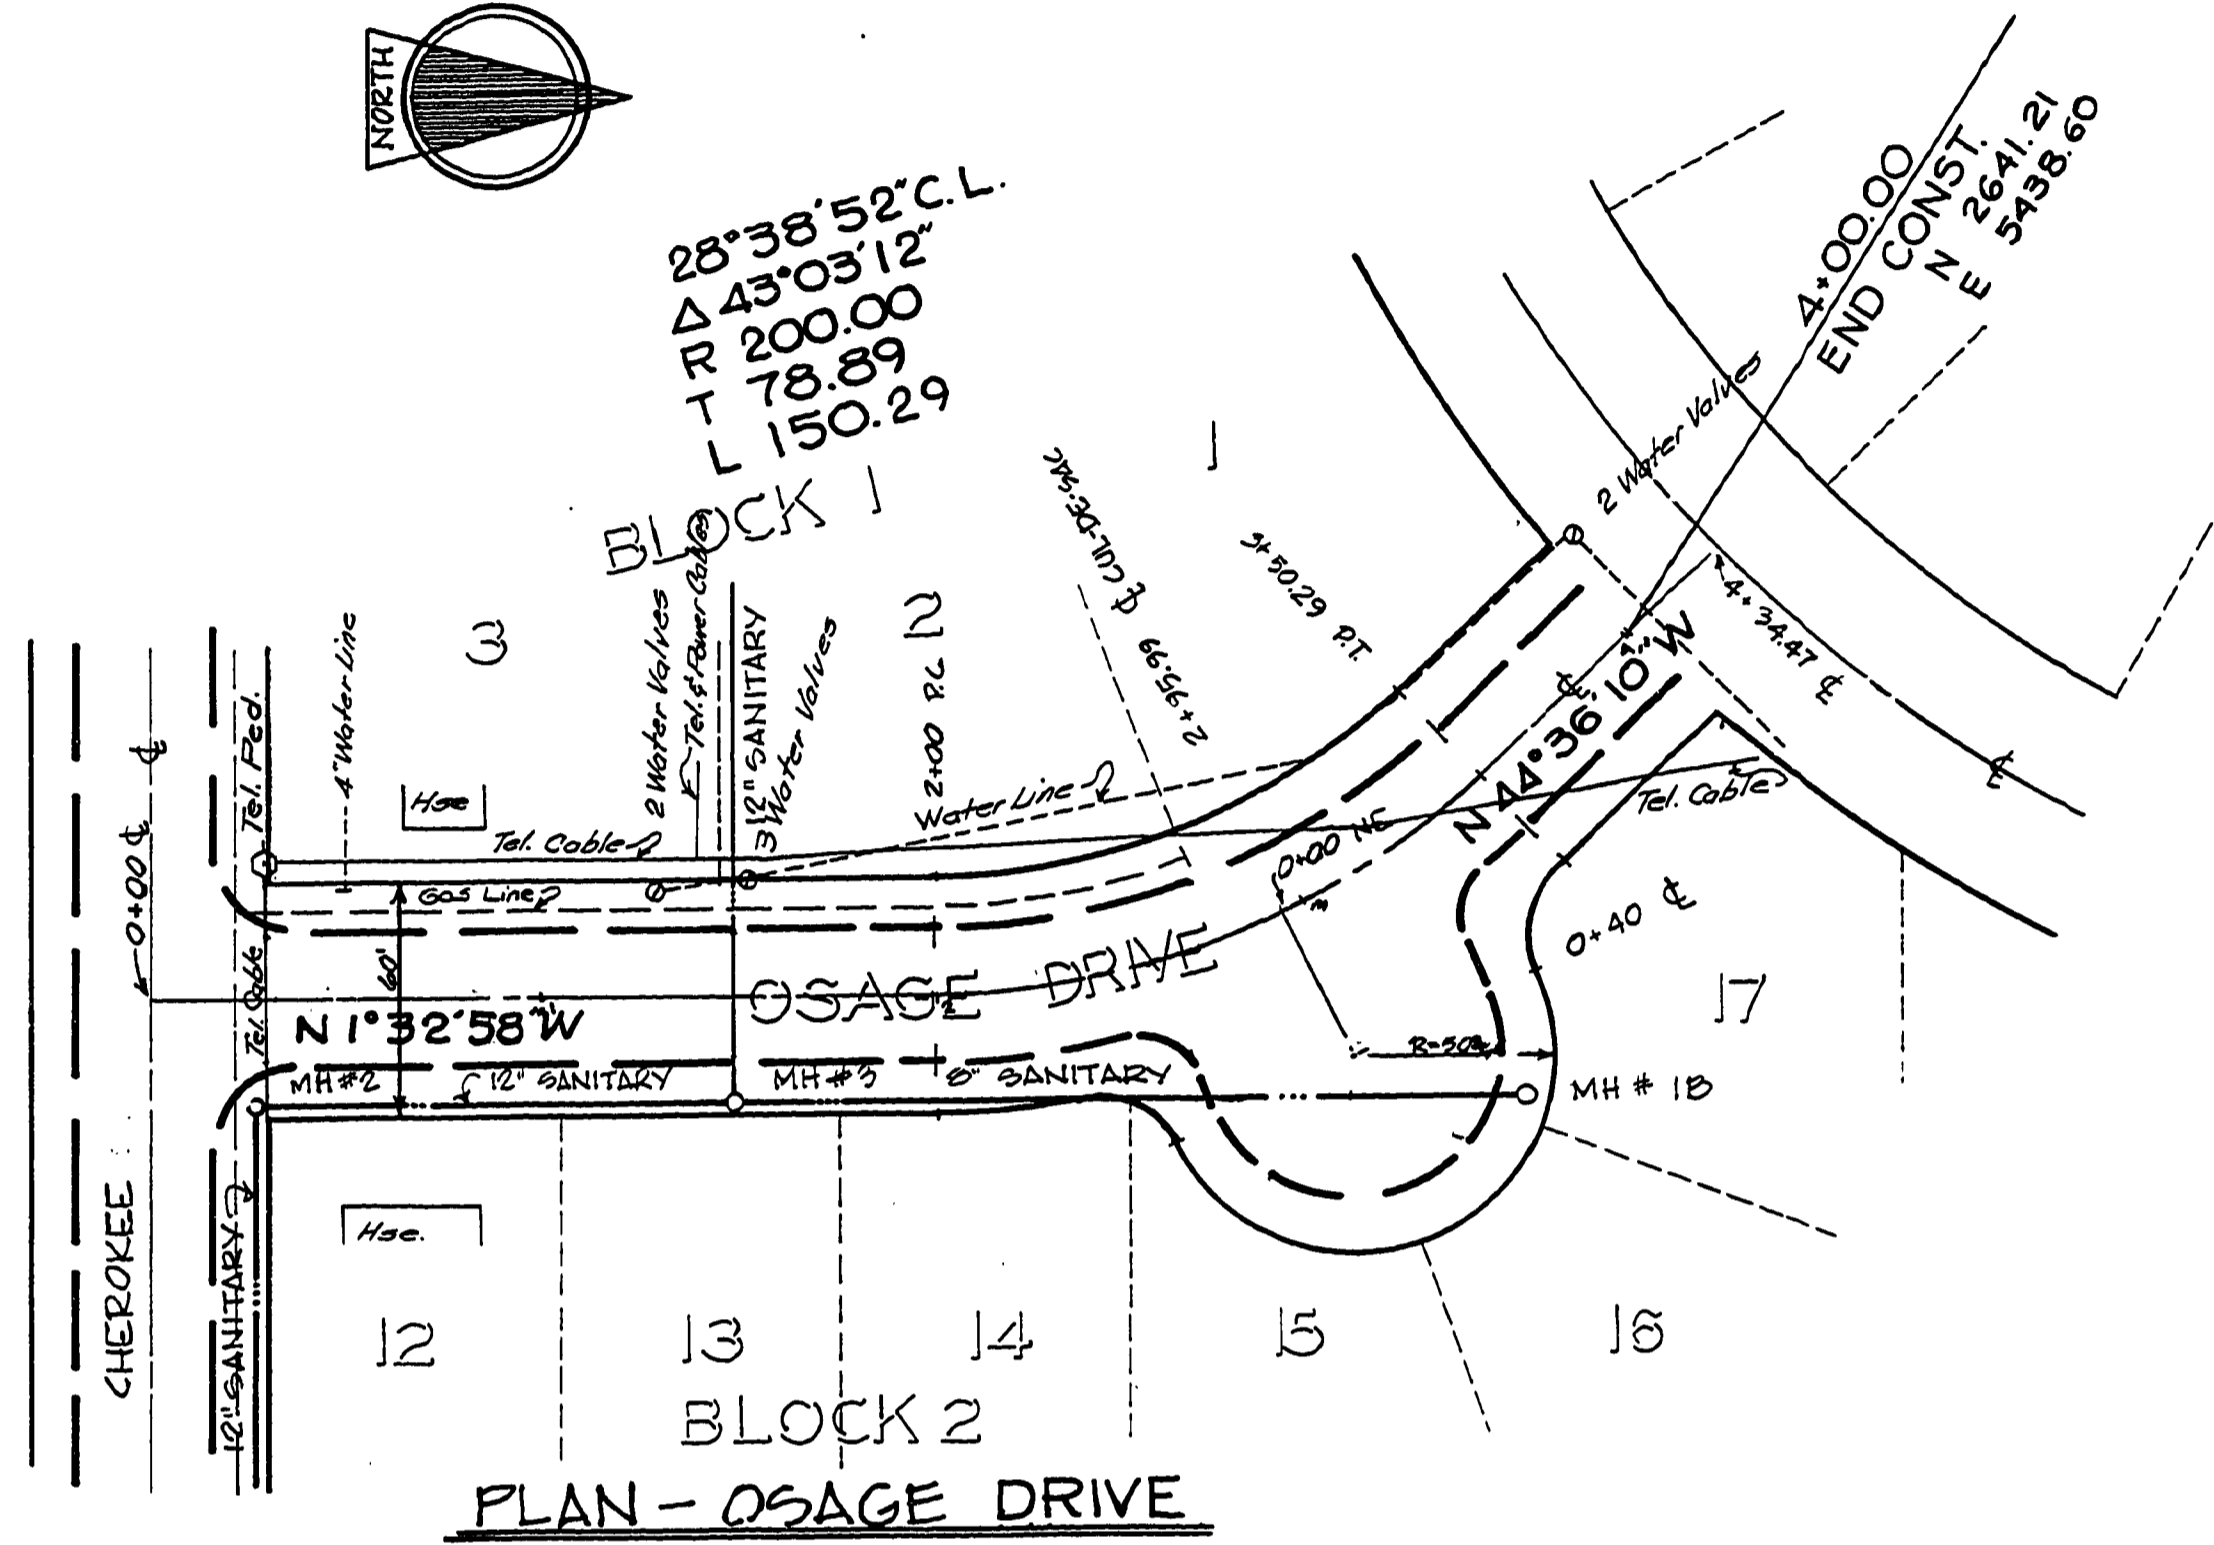 NORTH
28°38'52" C.L.
Δ 43°03'12"
R 200.00
T 78.89
L 150.29
BLOCK 1
4+00.00
END CONST.
N 2641.21
E 5438.60
2 Water Valves
1
℄ CUL-DE-SAC
2+95.99
3+50.29 P.T.
4+34.47 ℄
℄
3
2
2+00 P.C.
4" Water Line
2 Water Valves
Tel. & Power Cables
12" SANITARY
3 Water Valves
Tel. Ped.
Hse
Tel. Cable
Water Line
Gas Line
0+00 ℄
℄
60'
Tel. Cable
N 1°32'58" W
OSAGE DRIVE
0+00
℄
N 44°36'10" W
Tel. Cable
0+40 ℄
R=50
17
MH #2
12" SANITARY
MH #3
8" SANITARY
MH # 1B
CHEROKEE
12" SANITARY
Hse.
12
13
14
15
16
BLOCK 2
PLAN - OSAGE DRIVE